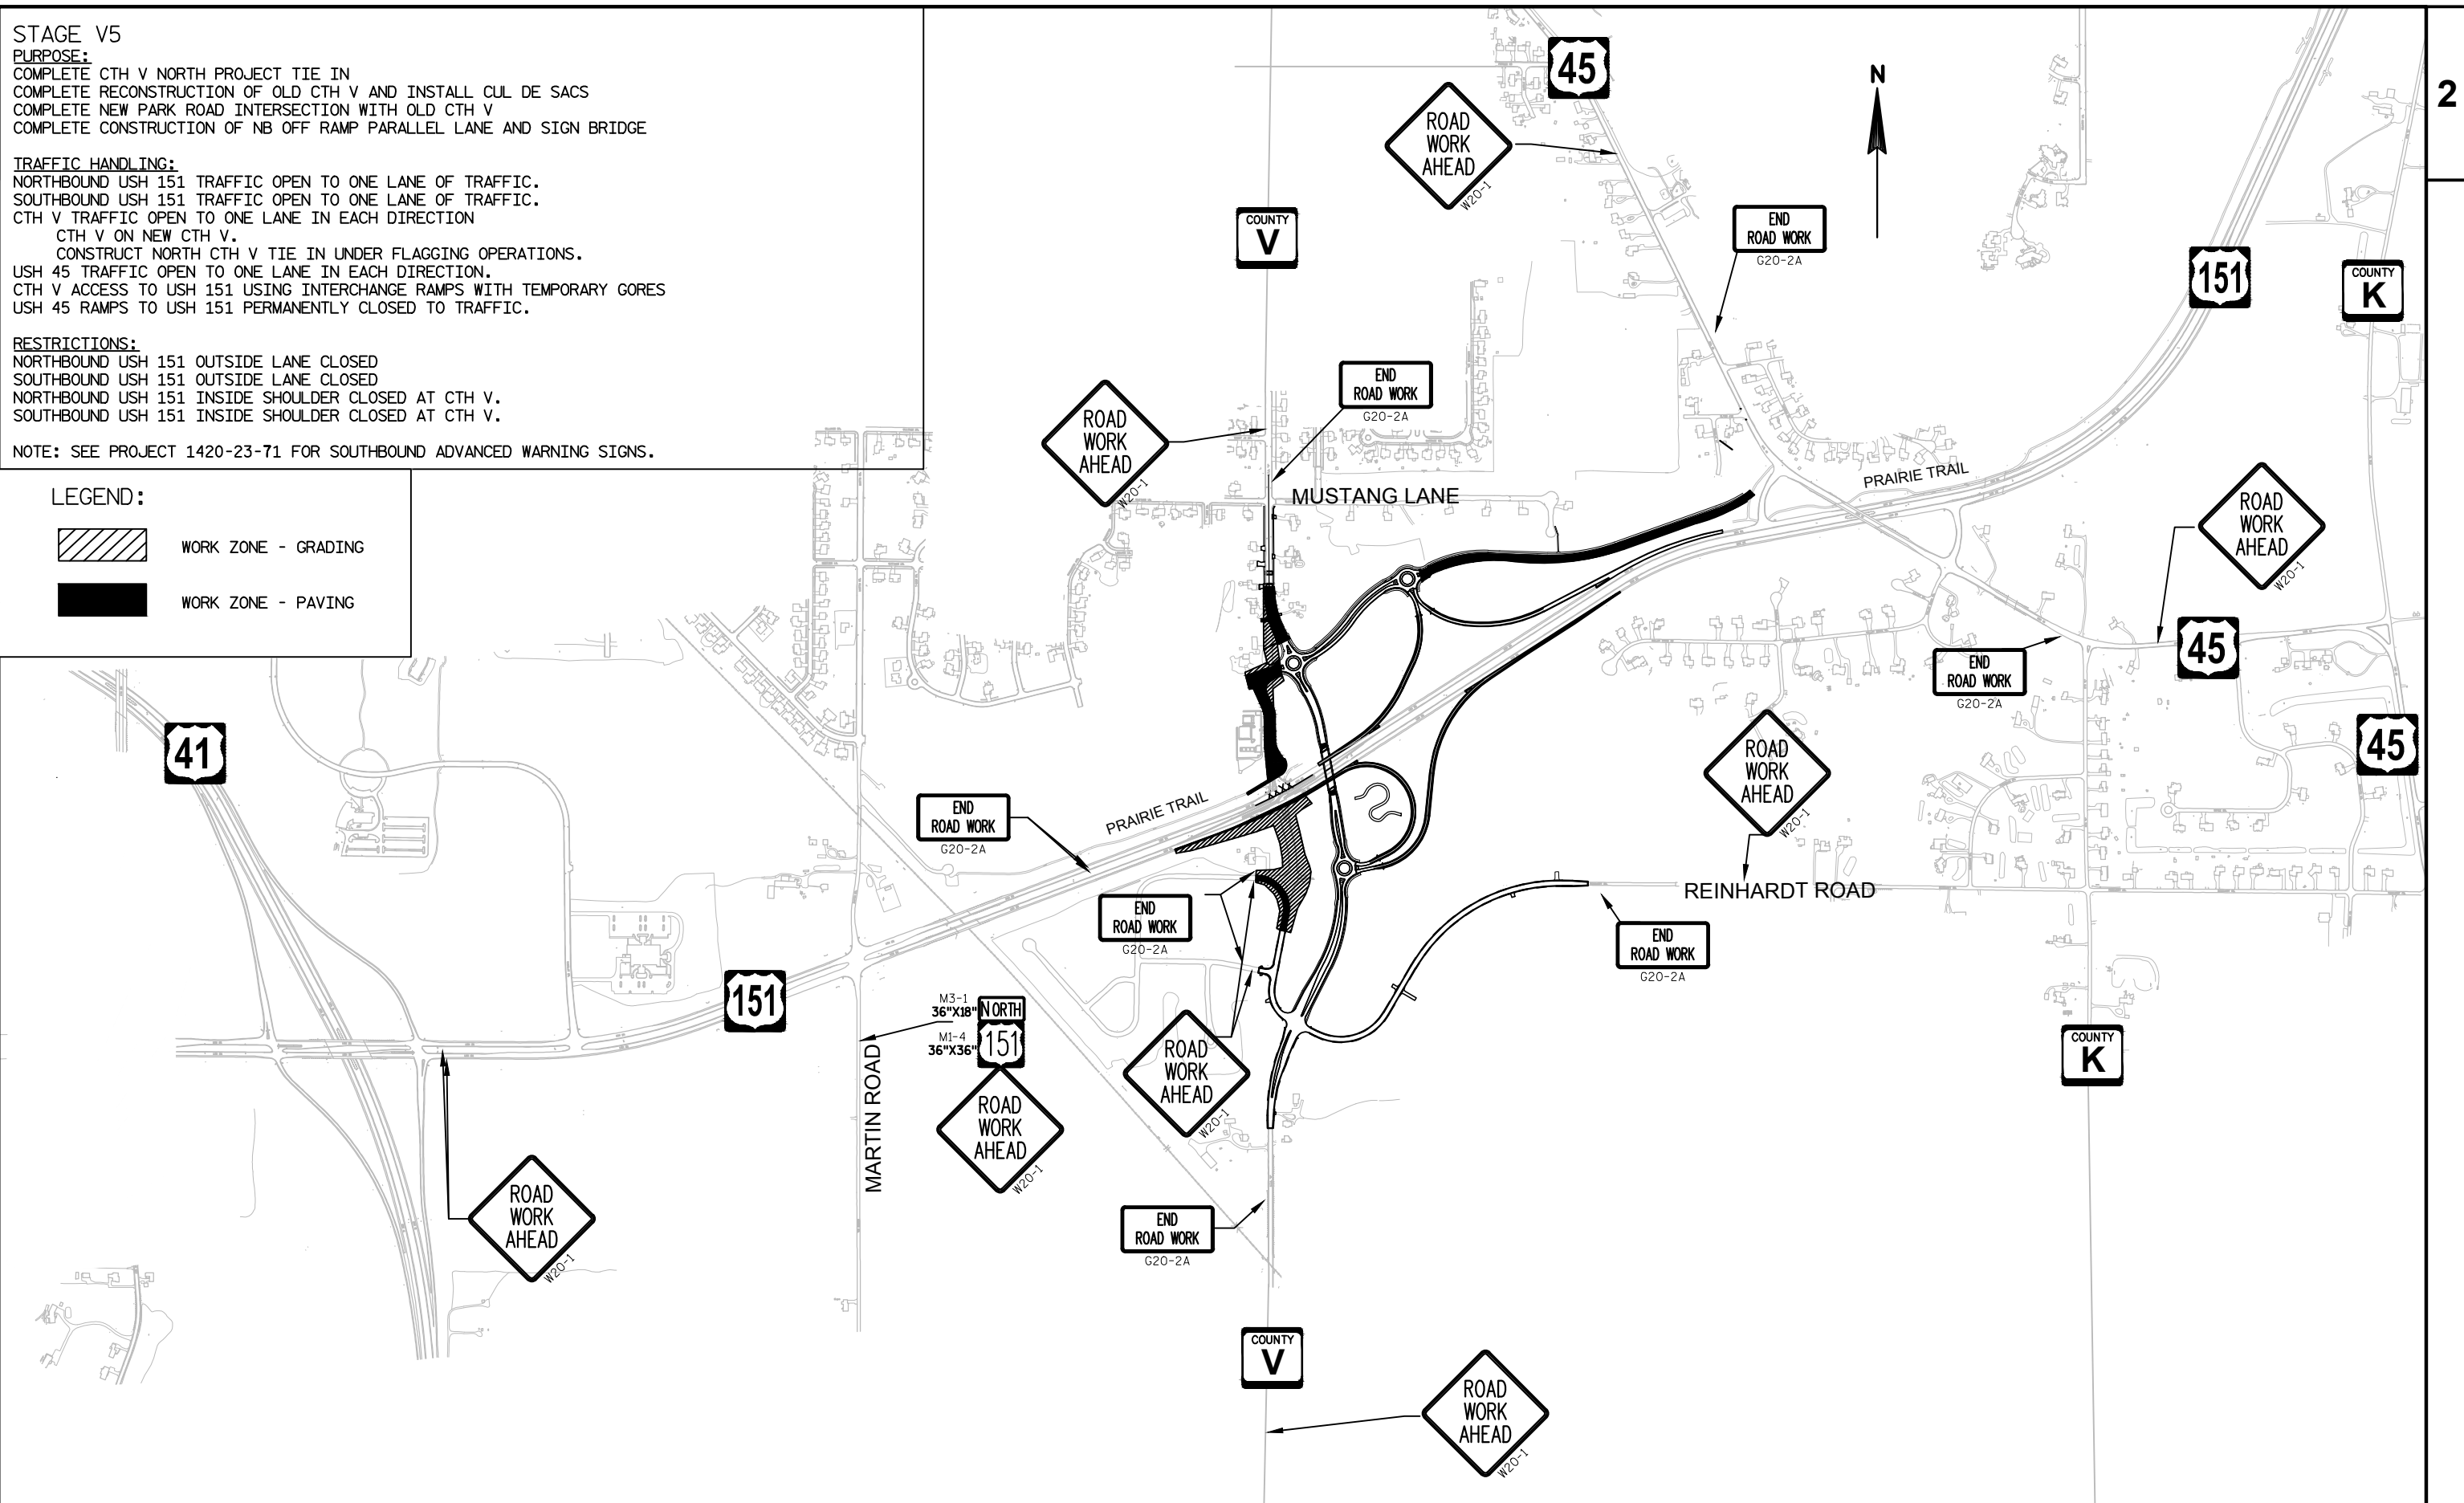 STAGE V5
PURPOSE:
COMPLETE CTH V NORTH PROJECT TIE IN
COMPLETE RECONSTRUCTION OF OLD CTH V AND INSTALL CUL DE SACS
COMPLETE NEW PARK ROAD INTERSECTION WITH OLD CTH V
COMPLETE CONSTRUCTION OF NB OFF RAMP PARALLEL LANE AND SIGN BRIDGE
TRAFFIC HANDLING:
NORTHBOUND USH 151 TRAFFIC OPEN TO ONE LANE OF TRAFFIC.
SOUTHBOUND USH 151 TRAFFIC OPEN TO ONE LANE OF TRAFFIC.
CTH V TRAFFIC OPEN TO ONE LANE IN EACH DIRECTION
CTH V ON NEW CTH V.
CONSTRUCT NORTH CTH V TIE IN UNDER FLAGGING OPERATIONS.
USH 45 TRAFFIC OPEN TO ONE LANE IN EACH DIRECTION.
CTH V ACCESS TO USH 151 USING INTERCHANGE RAMPS WITH TEMPORARY GORES
USH 45 RAMPS TO USH 151 PERMANENTLY CLOSED TO TRAFFIC.
RESTRICTIONS:
NORTHBOUND USH 151 OUTSIDE LANE CLOSED
SOUTHBOUND USH 151 OUTSIDE LANE CLOSED
NORTHBOUND USH 151 INSIDE SHOULDER CLOSED AT CTH V.
SOUTHBOUND USH 151 INSIDE SHOULDER CLOSED AT CTH V.
NOTE: SEE PROJECT 1420-23-71 FOR SOUTHBOUND ADVANCED WARNING SIGNS.
LEGEND:
WORK ZONE - GRADING
WORK ZONE - PAVING
2
45
N
ROAD
WORK
AHEAD
W20-1
END
ROAD WORK
G20-2A
COUNTY
V
151
COUNTY
K
END
ROAD WORK
G20-2A
ROAD
WORK
AHEAD
W20-1
MUSTANG LANE
PRAIRIE TRAIL
ROAD
WORK
AHEAD
W20-1
45
END
ROAD WORK
G20-2A
41
ROAD
WORK
AHEAD
W20-1
45
END
ROAD WORK
G20-2A
PRAIRIE TRAIL
REINHARDT ROAD
END
ROAD WORK
G20-2A
END
ROAD WORK
G20-2A
151
M3-1
36"X18"
NORTH
M1-4
36"X36"
151
ROAD
WORK
AHEAD
W20-1
MARTIN ROAD
ROAD
WORK
AHEAD
W20-1
COUNTY
K
ROAD
WORK
AHEAD
W20-1
END
ROAD WORK
G20-2A
COUNTY
V
ROAD
WORK
AHEAD
W20-1